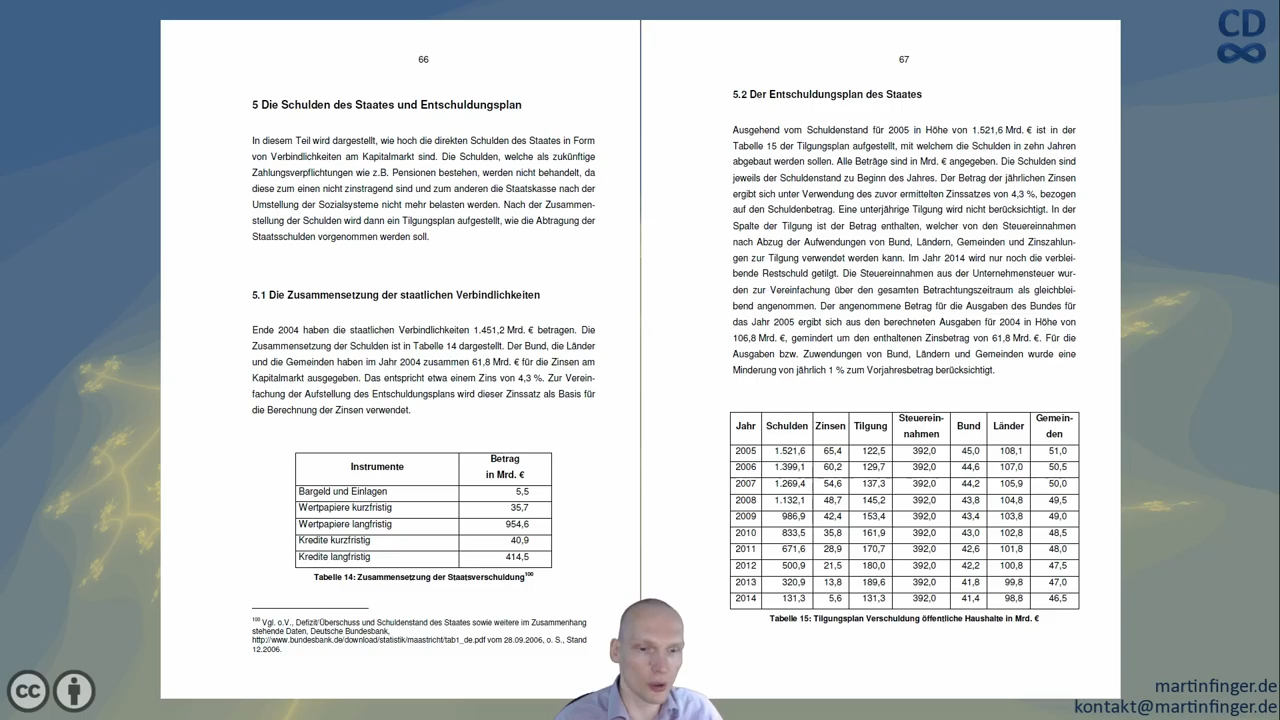 66
5 Die Schulden des Staates und Entschuldungsplan
In diesem Teil wird dargestellt, wie hoch die direkten Schulden des Staates in Form
von Verbindlichkeiten am Kapitalmarkt sind. Die Schulden, welche als zukünftige
Zahlungsverpflichtungen wie z.B. Pensionen bestehen, werden nicht behandelt, da
diese zum einen nicht zinstragend sind und zum anderen die Staatskasse nach der
Umstellung der Sozialsysteme nicht mehr belasten werden. Nach der Zusammen-
stellung der Schulden wird dann ein Tilgungsplan aufgestellt, wie die Abtragung der
Staatsschulden vorgenommen werden soll.
5.1 Die Zusammensetzung der staatlichen Verbindlichkeiten
Ende 2004 haben die staatlichen Verbindlichkeiten 1.451,2 Mrd. € betragen. Die
Zusammensetzung der Schulden ist in Tabelle 14 dargestellt. Der Bund, die Länder
und die Gemeinden haben im Jahr 2004 zusammen 61,8 Mrd. € für die Zinsen am
Kapitalmarkt ausgegeben. Das entspricht etwa einem Zins von 4,3 %. Zur Verein-
fachung der Aufstellung des Entschuldungsplans wird dieser Zinssatz als Basis für
die Berechnung der Zinsen verwendet.
Instrumente Betrag
in Mrd. €
Bargeld und Einlagen 5,5
Wertpapiere kurzfristig 35,7
Wertpapiere langfristig 954,6
Kredite kurzfristig 40,9
Kredite langfristig 414,5
Tabelle 14: Zusammensetzung der Staatsverschuldung100
100 Vgl. o.V., Defizit/Überschuss und Schuldenstand des Staates sowie weitere im Zusammenhang
stehende Daten, Deutsche Bundesbank,
http://www.bundesbank.de/download/statistik/maastricht/tab1_de.pdf vom 28.09.2006, o. S., Stand
12.2006.
67
5.2 Der Entschuldungsplan des Staates
Ausgehend vom Schuldenstand für 2005 in Höhe von 1.521,6 Mrd. € ist in der
Tabelle 15 der Tilgungsplan aufgestellt, mit welchem die Schulden in zehn Jahren
abgebaut werden sollen. Alle Beträge sind in Mrd. € angegeben. Die Schulden sind
jeweils der Schuldenstand zu Beginn des Jahres. Der Betrag der jährlichen Zinsen
ergibt sich unter Verwendung des zuvor ermittelten Zinssatzes von 4,3 %, bezogen
auf den Schuldenbetrag. Eine unterjährige Tilgung wird nicht berücksichtigt. In der
Spalte der Tilgung ist der Betrag enthalten, welcher von den Steuereinnahmen
nach Abzug der Aufwendungen von Bund, Ländern, Gemeinden und Zinszahlun-
gen zur Tilgung verwendet werden kann. Im Jahr 2014 wird nur noch die verblei-
bende Restschuld getilgt. Die Steuereinnahmen aus der Unternehmensteuer wur-
den zur Vereinfachung über den gesamten Betrachtungszeitraum als gleichblei-
bend angenommen. Der angenommene Betrag für die Ausgaben des Bundes für
das Jahr 2005 ergibt sich aus den berechneten Ausgaben für 2004 in Höhe von
106,8 Mrd. €, gemindert um den enthaltenen Zinsbetrag von 61,8 Mrd. €. Für die
Ausgaben bzw. Zuwendungen von Bund, Ländern und Gemeinden wurde eine
Minderung von jährlich 1 % zum Vorjahresbetrag berücksichtigt.
Jahr Schulden Zinsen Tilgung Steuerein- Bund Länder Gemein-
nahmen den
2005 1.521,6 65,4 122,5 392,0 45,0 108,1 51,0
2006 1.399,1 60,2 129,7 392,0 44,6 107,0 50,5
2007 1.269,4 54,6 137,3 392,0 44,2 105,9 50,0
2008 1.132,1 48,7 145,2 392,0 43,8 104,8 49,5
2009 986,9 42,4 153,4 392,0 43,4 103,8 49,0
2010 833,5 35,8 161,9 392,0 43,0 102,8 48,5
2011 671,6 28,9 170,7 392,0 42,6 101,8 48,0
2012 500,9 21,5 180,0 392,0 42,2 100,8 47,5
2013 320,9 13,8 189,6 392,0 41,8 99,8 47,0
2014 131,3 5,6 131,3 392,0 41,4 98,8 46,5
Tabelle 15: Tilgungsplan Verschuldung öffentliche Haushalte in Mrd. €
CD
∞
cc
martinfinger.de
kontakt@martinfinger.de